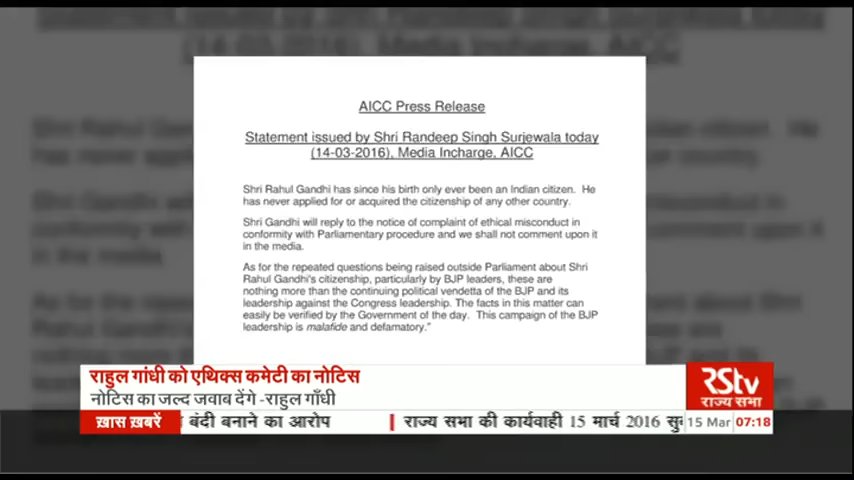 AICC Press Release
Statement issued by Shri Randeep Singh Surjewala today
(14-03-2016), Media Incharge, AICC
Shri Rahul Gandhi has since his birth only ever been an Indian citizen. He
has never applied for or acquired the citizenship of any other country.
Shri Gandhi will reply to the notice of complaint of ethical misconduct in
conformity with Parliamentary procedure and we shall not comment upon it
in the media.
As for the repeated questions being raised outside Parliament about Shri
Rahul Gandhi's citizenship, particularly by BJP leaders, these are
nothing more than the continuing political vendetta of the BJP and its
leadership against the Congress leadership. The facts in this matter can
easily be verified by the Government of the day. This campaign of the BJP
leadership is malafide and defamatory."
राहुल गांधी को एथिक्स कमेटी का नोटिस
नोटिस का जल्द जवाब देंगे -राहुल गाँधी
RSTV
राज्य सभा
ख़ास ख़बरें
बंदी बनाने का आरोप
राज्य सभा की कार्यवाही 15 मार्च 2016
15 Mar 07:18